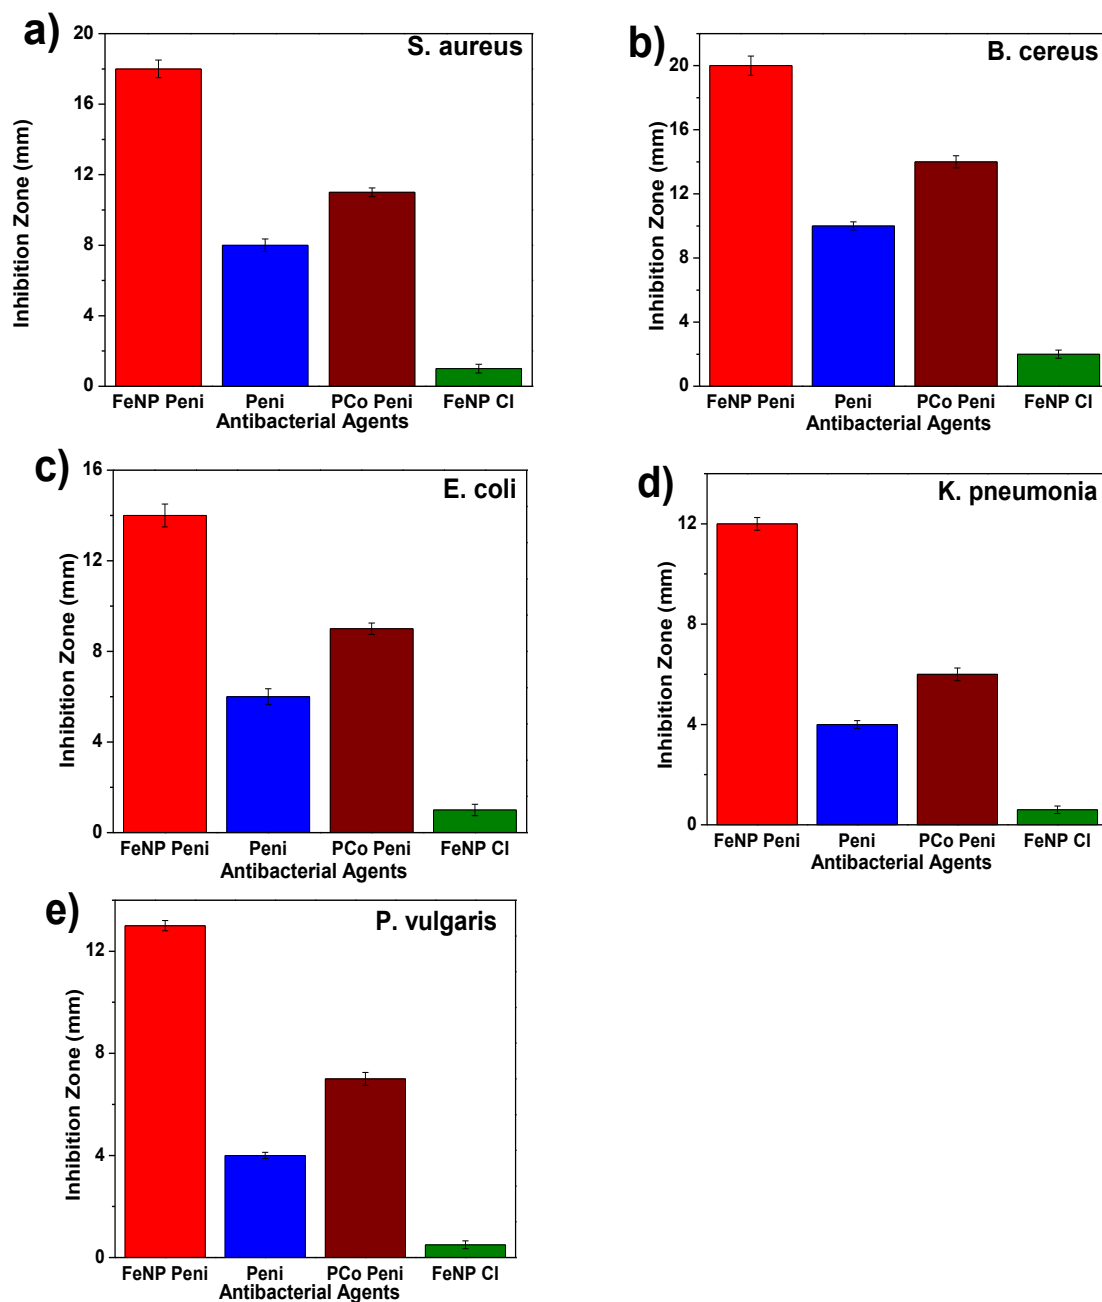 a)
S. aureus
20
16
12
8
4
0
Inhibition Zone (mm)
FeNP Peni Peni PCo Peni FeNP Cl
Antibacterial Agents
b)
B. cereus
20
16
12
8
4
0
Inhibition Zone (mm)
FeNP Peni Peni PCo Peni FeNP Cl
Antibacterial Agents
c)
E. coli
16
12
8
4
0
Inhibition Zone (mm)
FeNP Peni Peni PCo Peni FeNP Cl
Antibacterial Agents
d)
K. pneumonia
12
8
4
0
Inhibition Zone (mm)
FeNP Peni Peni PCo Peni FeNP Cl
Antibacterial Agents
e)
P. vulgaris
12
8
4
0
Inhibition Zone (mm)
FeNP Peni Peni PCo Peni FeNP Cl
Antibacterial Agents